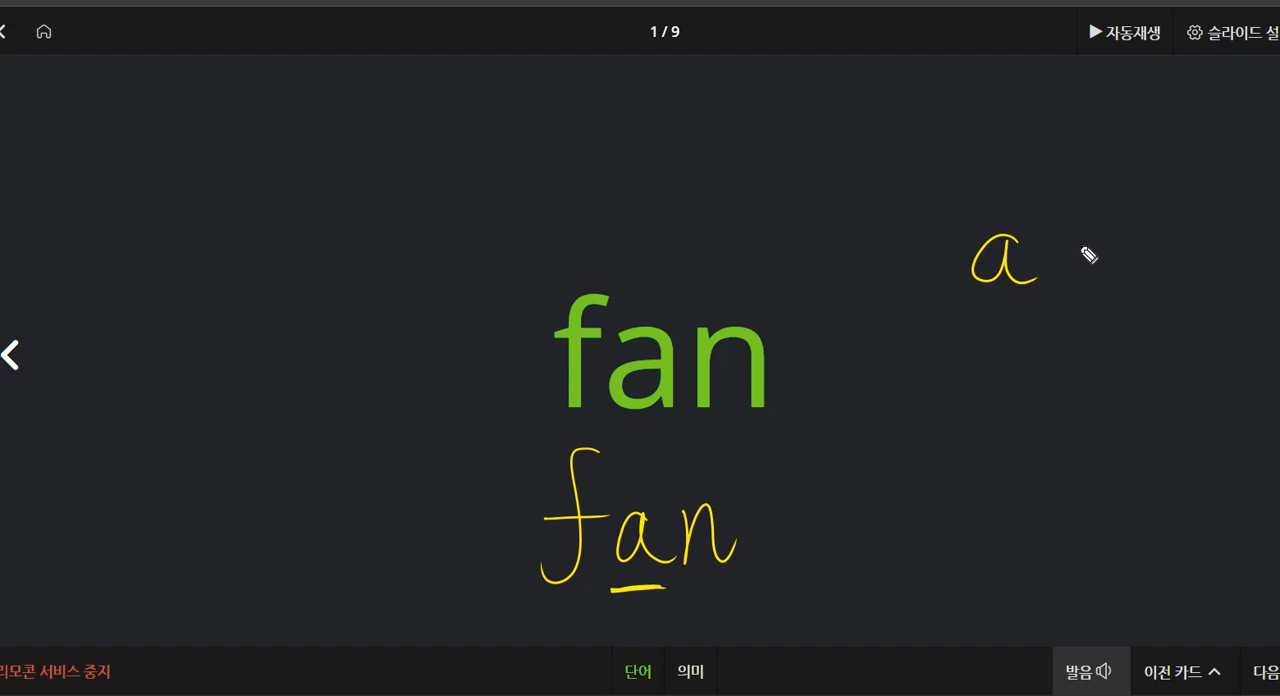 1 / 9
자동재생
슬라이드 설
a
fan
fan
리모콘 서비스 중지
단어
의미
발음
이전 카드
다음